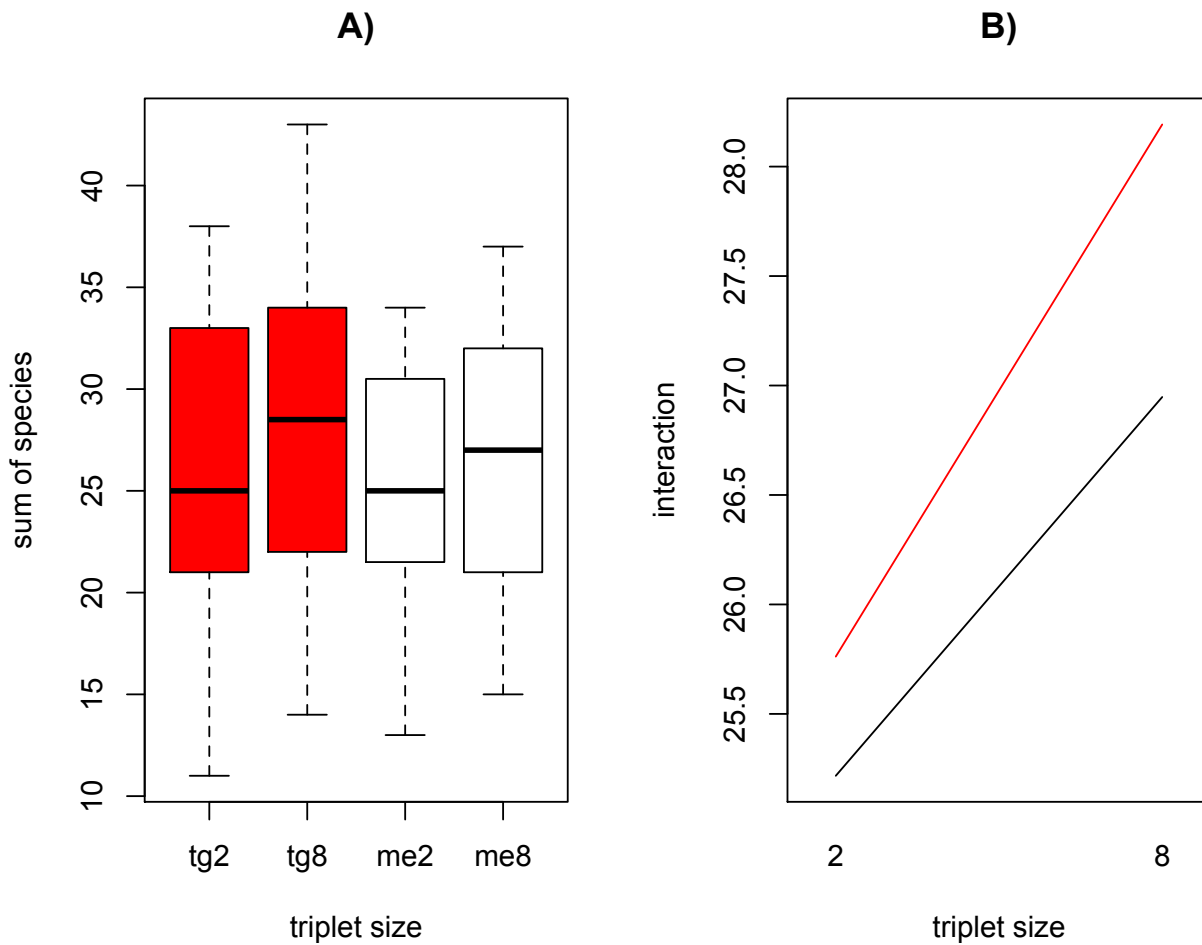 A)
sum of species
40
35
30
25
20
15
10
tg2 tg8 me2 me8
triplet size
B)
interaction
28.0
27.5
27.0
26.5
26.0
25.5
2 8
triplet size